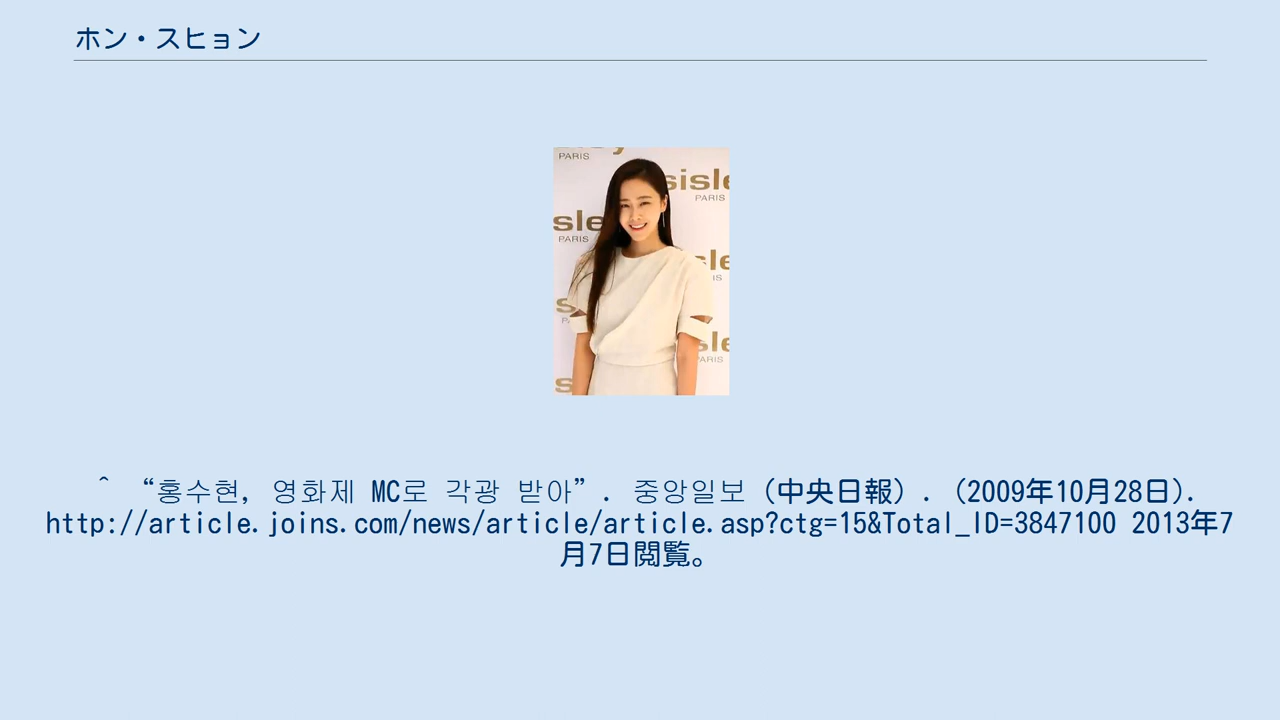 ホン・スヒョン
PARIS
sisle
PARIS
sle
PARIS
sle
IS
s
P
sle
PARIS
s
^ “홍수현, 영화제 MC로 각광 받아”. 중앙일보 (中央日報). (2009年10月28日).
http://article.joins.com/news/article/article.asp?ctg=15&Total_ID=3847100 2013年7
月7日閲覧。